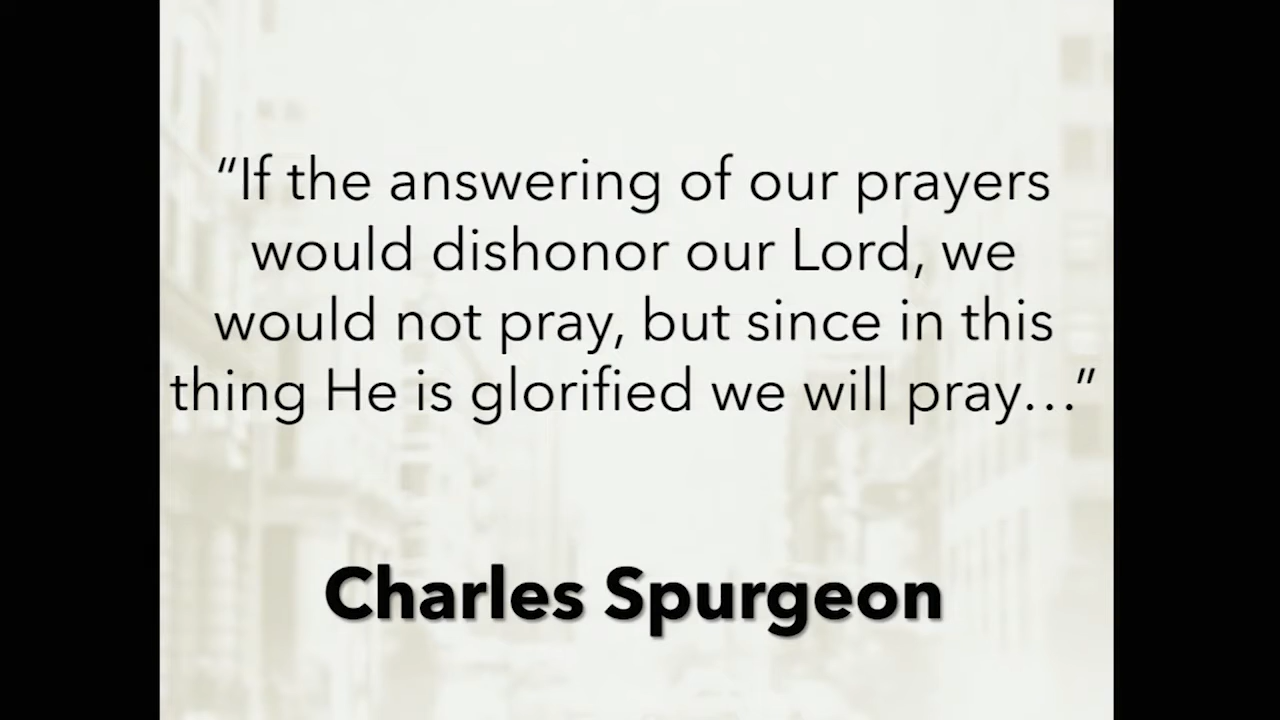 “If the answering of our prayers
would dishonor our Lord, we
would not pray, but since in this
thing He is glorified we will pray…”
Charles Spurgeon